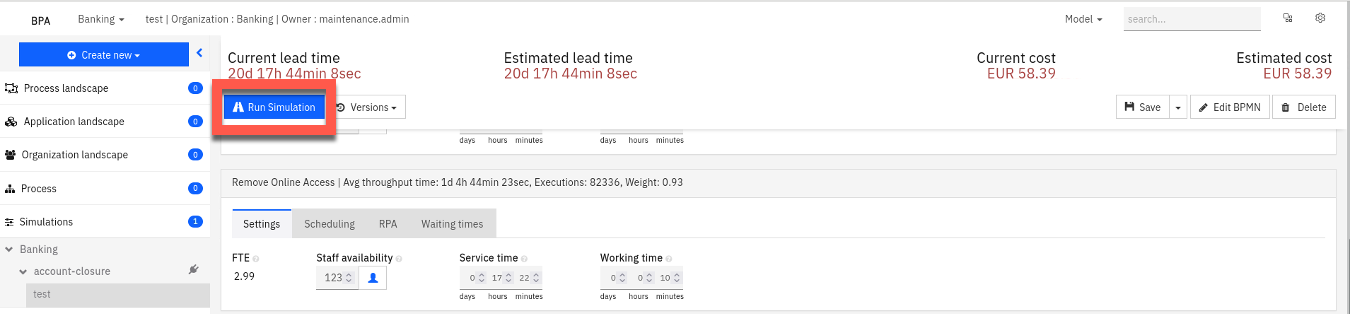 BPA
Banking
test | Organization : Banking | Owner : maintenance.admin
Model
search...
Create new
Process landscape 0
Application landscape 0
Organization landscape 0
Process 0
Simulations 1
Banking
account-closure
test
Current lead time
20d 17h 44min 8sec
Estimated lead time
20d 17h 44min 8sec
Current cost
EUR 58.39
Estimated cost
EUR 58.39
Run Simulation
Versions
Save
Edit BPMN
Delete
days hours minutes
days hours minutes
Remove Online Access | Avg throughput time: 1d 4h 44min 23sec, Executions: 82336, Weight: 0.93
Settings
Scheduling
RPA
Waiting times
FTE
2.99
Staff availability
123
Service time
0 17 22
days hours minutes
Working time
0 0 10
days hours minutes